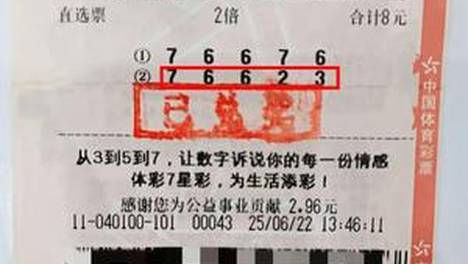 直选票 2倍 合计8元
① 7 6 6 7 6
② 7 6 6 2 3
已兑奖
从3到5到7，让数字诉说你的每一份情感
体彩7星彩，为生活添彩！
感谢您为公益事业贡献 2.96元
11-040100-101 00043 25/06/22 13:46:11
中国体育彩票